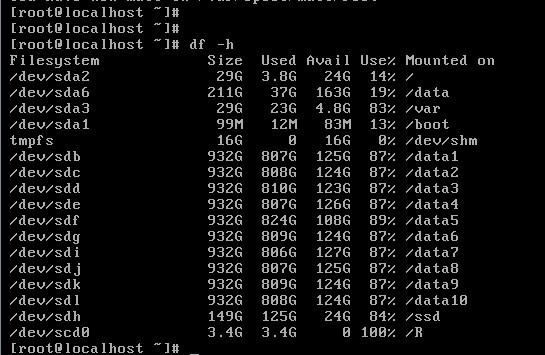 [root@localhost ~]#
[root@localhost ~]#
[root@localhost ~]# df -h
Filesystem Size Used Avail Use% Mounted on
/dev/sda2 29G 3.8G 24G 14% /
/dev/sda6 211G 37G 163G 19% /data
/dev/sda3 29G 23G 4.8G 83% /var
/dev/sda1 99M 12M 83M 13% /boot
tmpfs 16G 0 16G 0% /dev/shm
/dev/sdb 932G 807G 125G 87% /data1
/dev/sdc 932G 808G 124G 87% /data2
/dev/sdd 932G 810G 123G 87% /data3
/dev/sde 932G 807G 126G 87% /data4
/dev/sdf 932G 824G 108G 89% /data5
/dev/sdg 932G 809G 124G 87% /data6
/dev/sdi 932G 806G 127G 87% /data7
/dev/sdj 932G 807G 125G 87% /data8
/dev/sdk 932G 809G 124G 87% /data9
/dev/sdl 932G 808G 124G 87% /data10
/dev/sdh 149G 125G 24G 84% /ssd
/dev/scd0 3.4G 3.4G 0 100% /R
[root@localhost ~]# _